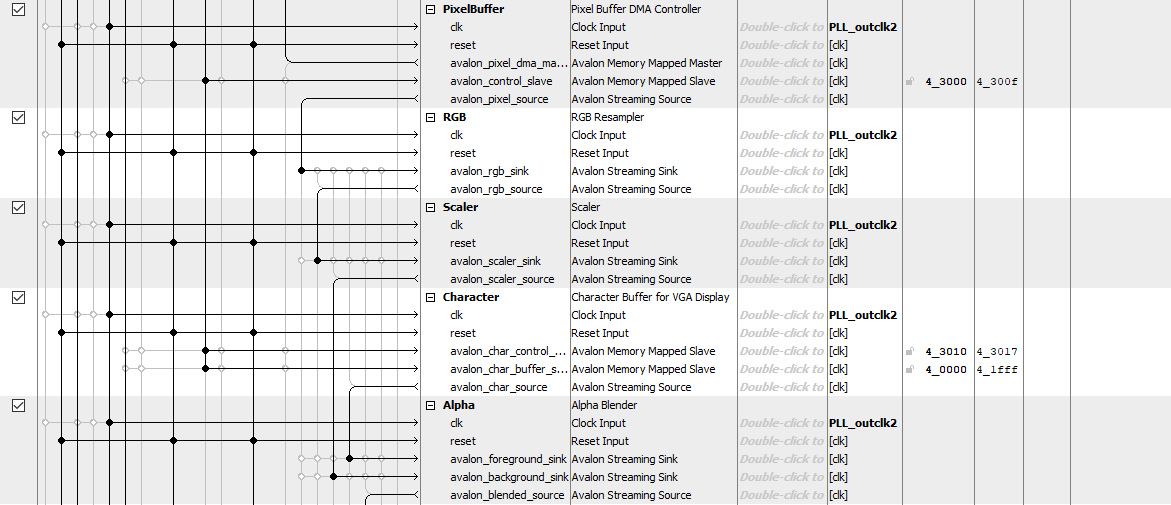 PixelBuffer Pixel Buffer DMA Controller
clk Clock Input Double-click to PLL_outclk2
reset Reset Input Double-click to [clk]
avalon_pixel_dma_ma... Avalon Memory Mapped Master Double-click to [clk]
avalon_control_slave Avalon Memory Mapped Slave Double-click to [clk] 4_3000 4_300f
avalon_pixel_source Avalon Streaming Source Double-click to [clk]
RGB RGB Resampler
clk Clock Input Double-click to PLL_outclk2
reset Reset Input Double-click to [clk]
avalon_rgb_sink Avalon Streaming Sink Double-click to [clk]
avalon_rgb_source Avalon Streaming Source Double-click to [clk]
Scaler Scaler
clk Clock Input Double-click to PLL_outclk2
reset Reset Input Double-click to [clk]
avalon_scaler_sink Avalon Streaming Sink Double-click to [clk]
avalon_scaler_source Avalon Streaming Source Double-click to [clk]
Character Character Buffer for VGA Display
clk Clock Input Double-click to PLL_outclk2
reset Reset Input Double-click to [clk]
avalon_char_control_... Avalon Memory Mapped Slave Double-click to [clk] 4_3010 4_3017
avalon_char_buffer_s... Avalon Memory Mapped Slave Double-click to [clk] 4_0000 4_1fff
avalon_char_source Avalon Streaming Source Double-click to [clk]
Alpha Alpha Blender
clk Clock Input Double-click to PLL_outclk2
reset Reset Input Double-click to [clk]
avalon_foreground_sink Avalon Streaming Sink Double-click to [clk]
avalon_background_sink Avalon Streaming Sink Double-click to [clk]
avalon_blended_source Avalon Streaming Source Double-click to [clk]